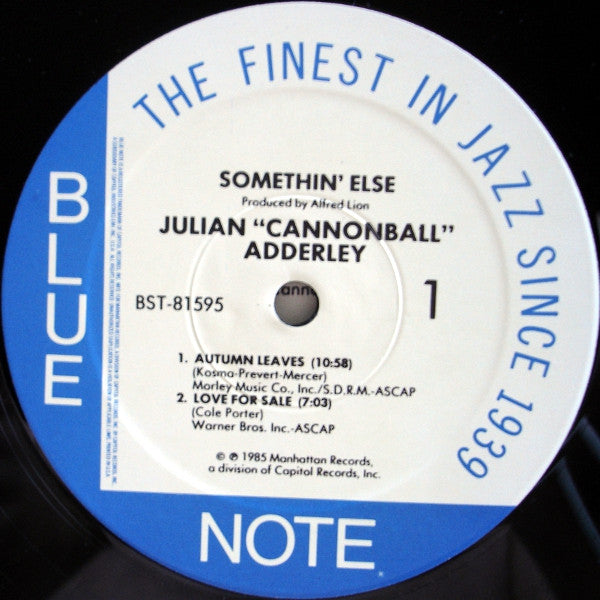 THE FINEST IN JAZZ SINCE 1939
BLUE
NOTE
SOMETHIN' ELSE
Produced by Alfred Lion
JULIAN "CANNONBALL"
ADDERLEY
BST-81595
1
1. AUTUMN LEAVES (10:58)
(Kosma-Prevert-Mercer)
Morley Music Co., Inc./S.D.R.M.-ASCAP
2. LOVE FOR SALE (7:03)
(Cole Porter)
Warner Bros. Inc.-ASCAP
© ℗ 1985 Manhattan Records,
a division of Capitol Records, Inc.